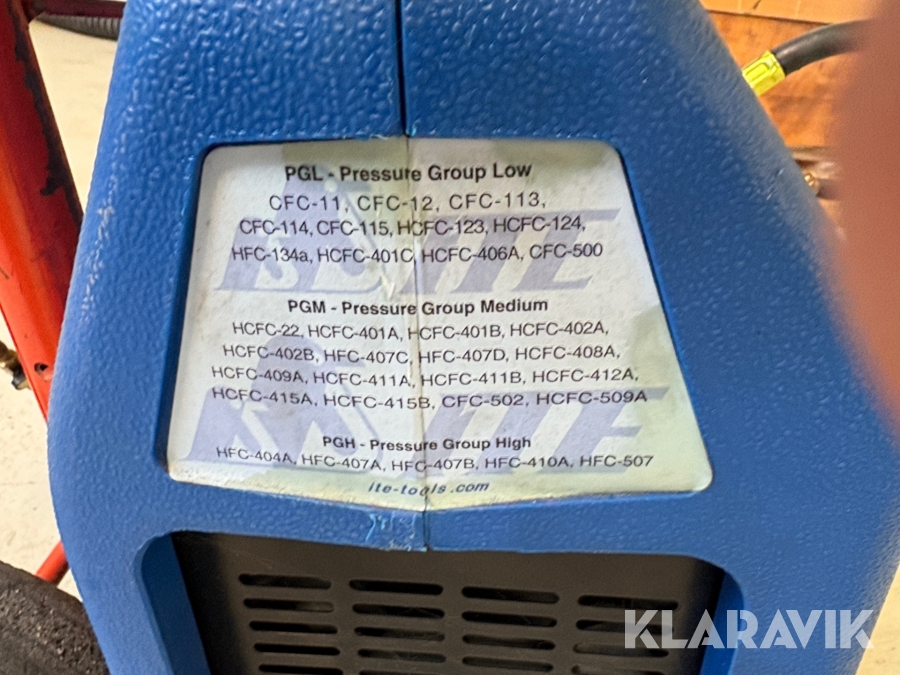 PGL - Pressure Group Low
CFC-11, CFC-12, CFC-113,
CFC-114, CFC-115, HCFC-123, HCFC-124,
HFC-134a, HCFC-401C, HCFC-406A, CFC-500
PGM - Pressure Group Medium
HCFC-22, HCFC-401A, HCFC-401B, HCFC-402A,
HCFC-402B, HFC-407C, HFC-407D, HCFC-408A,
HCFC-409A, HCFC-411A, HCFC-411B, HCFC-412A,
HCFC-415A, HCFC-415B, CFC-502, HCFC-509A
PGH - Pressure Group High
HFC-404A, HFC-407A, HFC-407B, HFC-410A, HFC-507
ite-tools.com
KLARAVIK